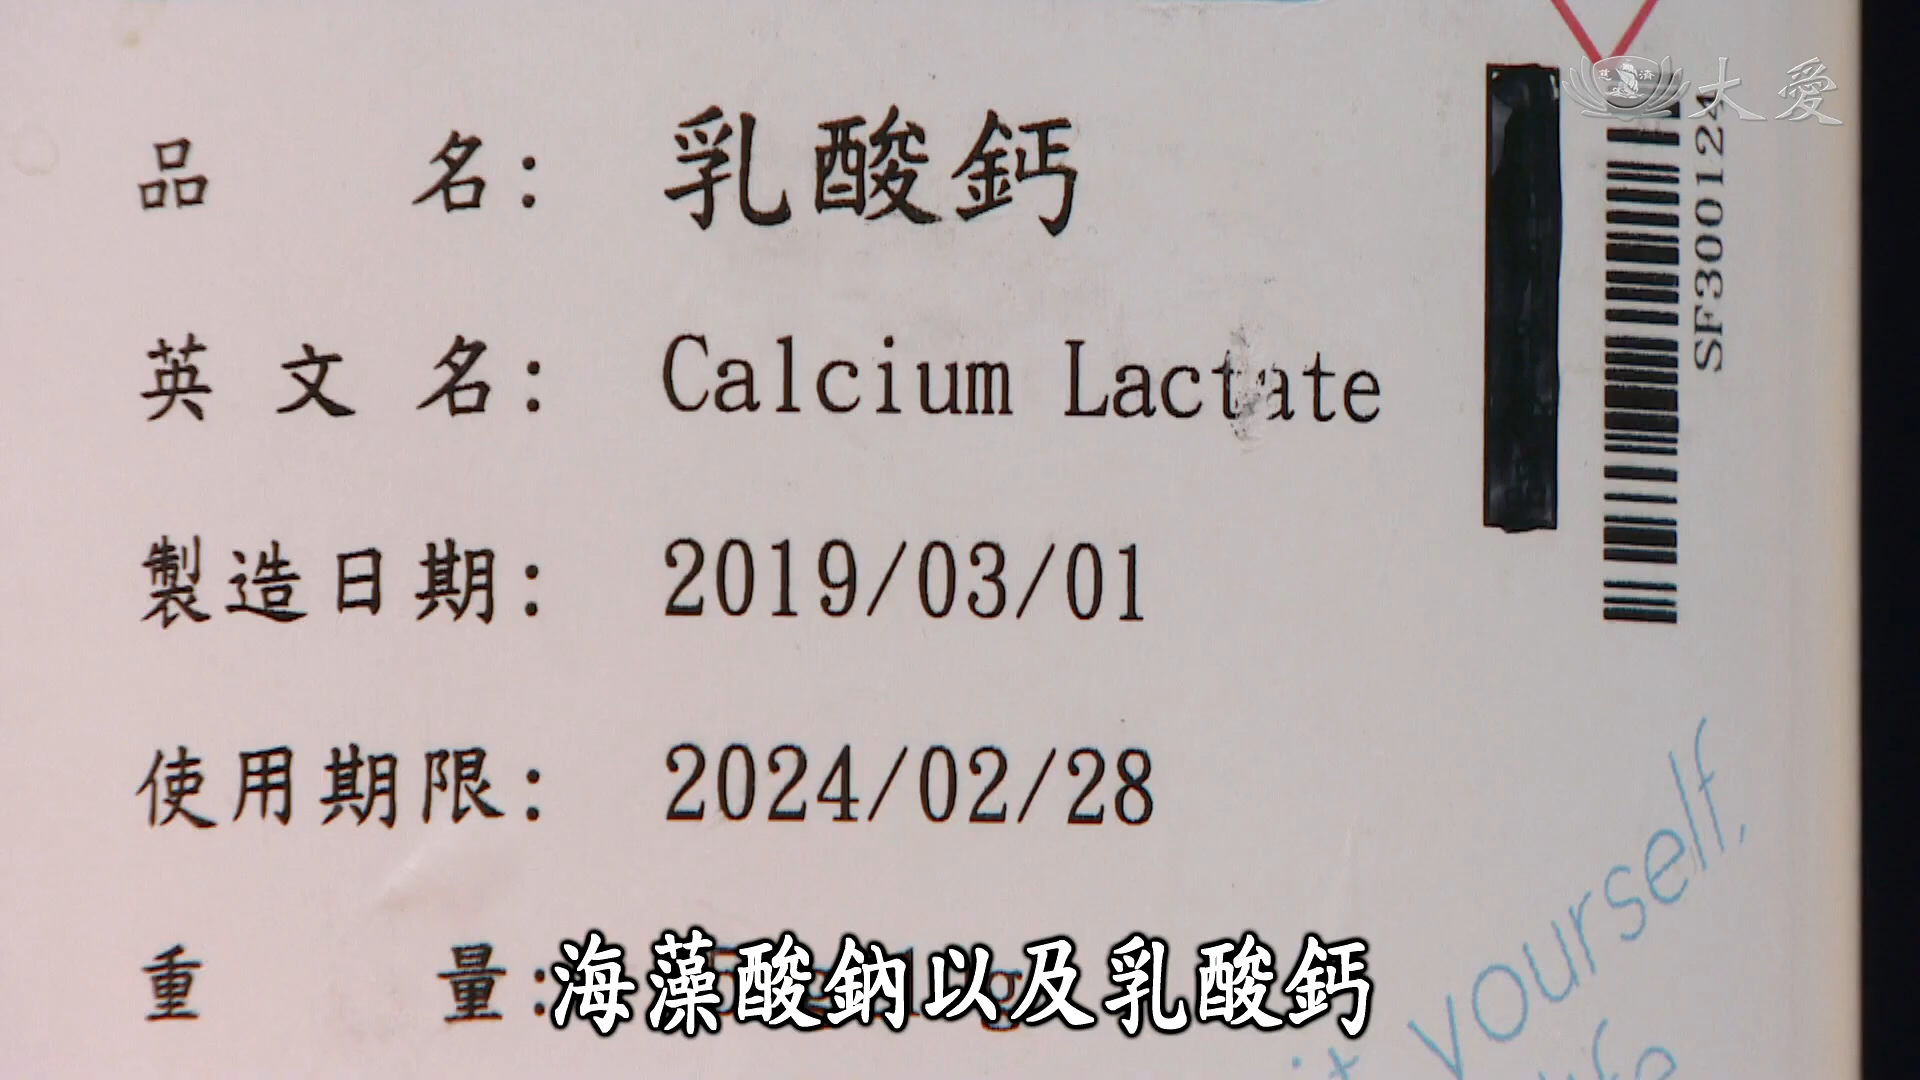 大愛
慈濟
品名: 乳酸鈣
英文名: Calcium Lactate
製造日期: 2019/03/01
使用期限: 2024/02/28
重量:
海藻酸鈉以及乳酸鈣
SF300124
yourself,